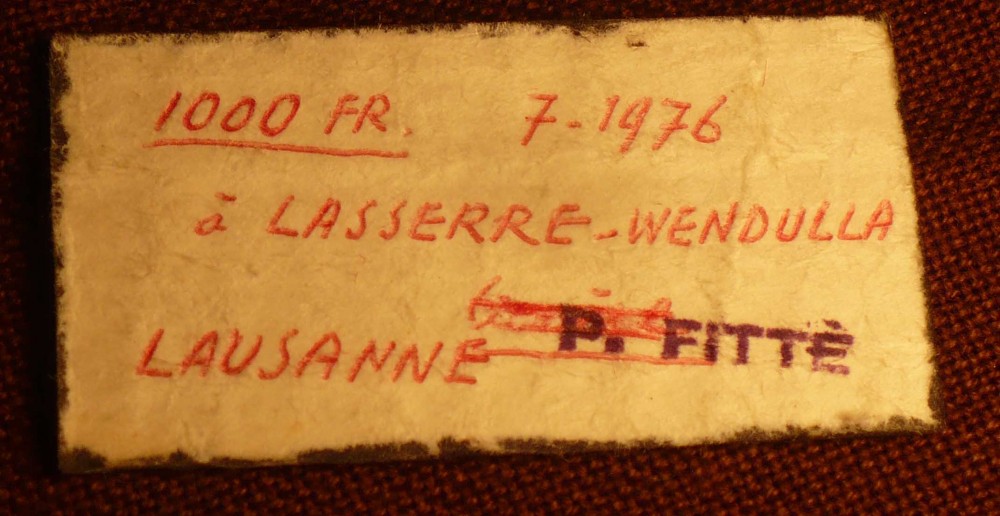 1000 FR. 7-1976
à LASSERRE-WENDULLA
LAUSANNE P. FITTÈ